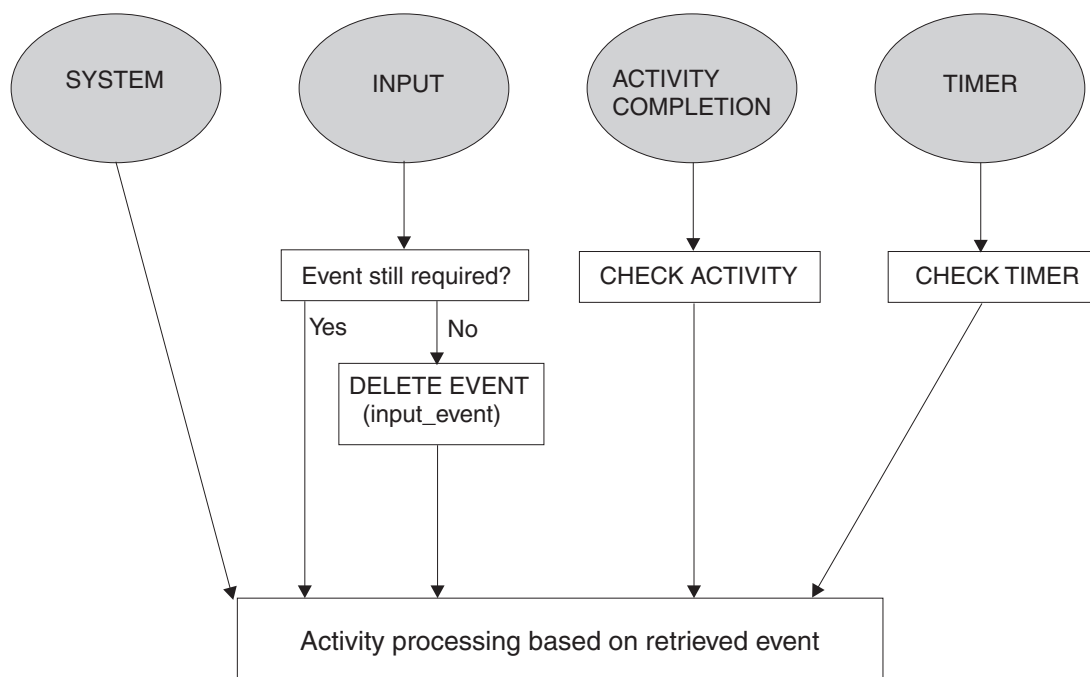 SYSTEM
INPUT
ACTIVITY
COMPLETION
TIMER
Event still required?
CHECK ACTIVITY
CHECK TIMER
Yes
No
DELETE EVENT
(input_event)
Activity processing based on retrieved event